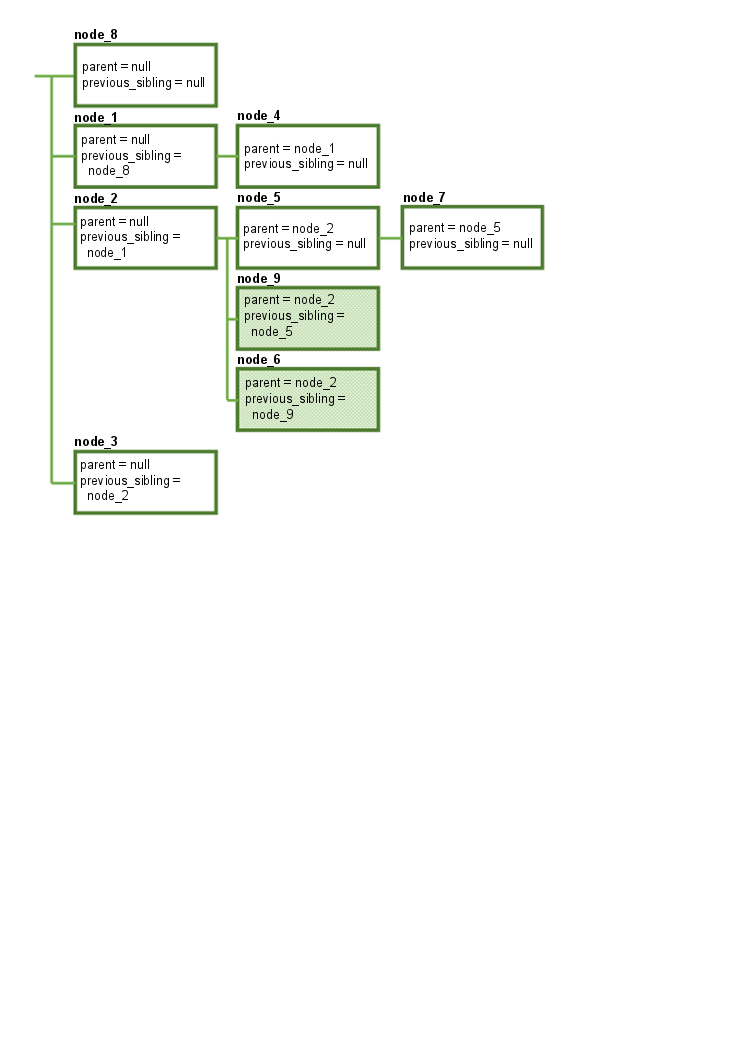 node_8
parent = null
previous_sibling = null
node_1
parent = null
previous_sibling =
node_8
node_4
parent = node_1
previous_sibling = null
node_2
parent = null
previous_sibling =
node_1
node_5
parent = node_2
previous_sibling = null
node_7
parent = node_5
previous_sibling = null
node_9
parent = node_2
previous_sibling =
node_5
node_6
parent = node_2
previous_sibling =
node_9
node_3
parent = null
previous_sibling =
node_2